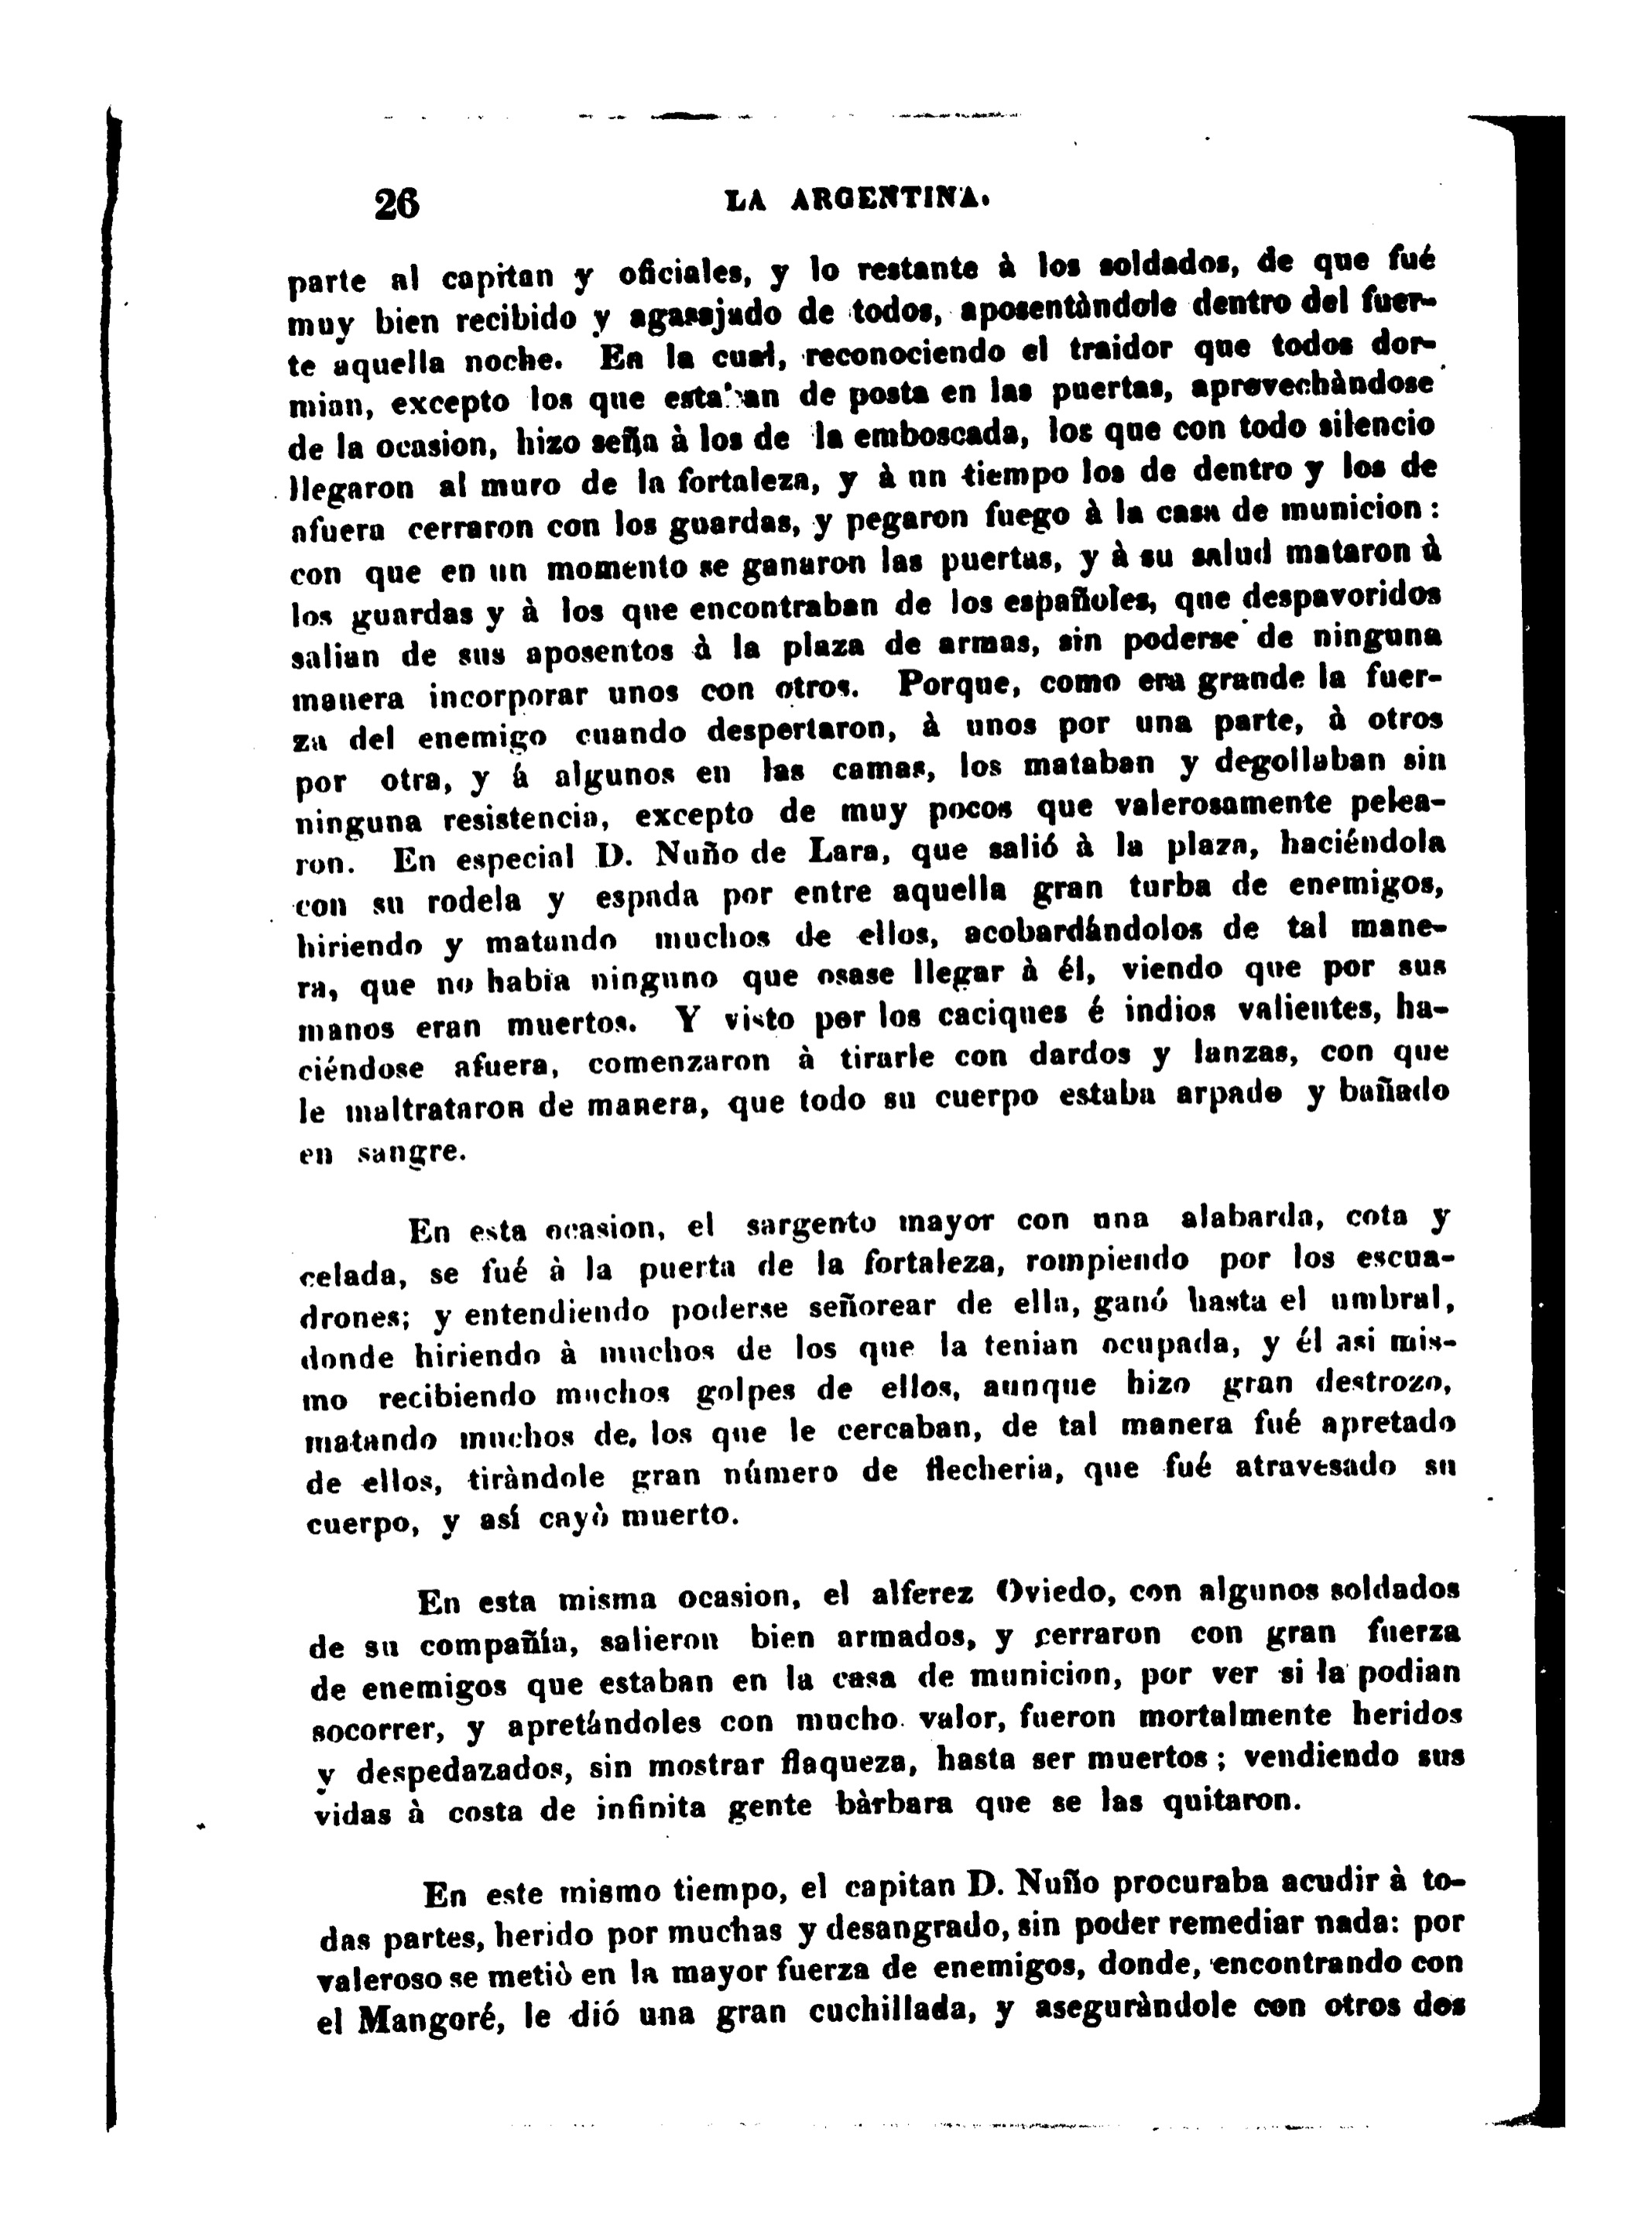 26 LA ARGENTINA.
parte al capitan y oficiales, y lo restante à los soldados, de que fué
muy bien recibido y agasajado de todos, aposentàndole dentro del fuer-
te aquella noche. En la cual, reconociendo el traidor que todos dor-
mian, excepto los que estaban de posta en las puertas, aprovechàndose
de la ocasion, hizo seña à los de la emboscada, los que con todo silencio
llegaron al muro de la fortaleza, y à un tiempo los de dentro y los de
afuera cerraron con los guardas, y pegaron fuego à la casa de municion:
con que en un momento se ganaron las puertas, y à su salud mataron à
los guardas y à los que encontraban de los españoles, que despavoridos
salian de sus aposentos à la plaza de armas, sin poderse de ninguna
manera incorporar unos con otros. Porque, como era grande la fuer-
za del enemigo cuando despertaron, à unos por una parte, à otros
por otra, y á algunos en las camas, los mataban y degollaban sin
ninguna resistencia, excepto de muy pocos que valerosamente pelea-
ron. En especial D. Nuño de Lara, que salió à la plaza, haciéndola
con su rodela y espada por entre aquella gran turba de enemigos,
hiriendo y matando muchos de ellos, acobardándolos de tal mane-
ra, que no habia ninguno que osase llegar à él, viendo que por sus
manos eran muertos. Y visto por los caciques é indios valientes, ha-
ciéndose afuera, comenzaron à tirarle con dardos y lanzas, con que
le maltrataron de manera, que todo su cuerpo estaba arpado y bañado
en sangre.
En esta ocasion, el sargento mayor con una alabarda, cota y
celada, se fué à la puerta de la fortaleza, rompiendo por los escua-
drones; y entendiendo poderse señorear de ella, ganó hasta el umbral,
donde hiriendo à muchos de los que la tenian ocupada, y él asi mis-
mo recibiendo muchos golpes de ellos, aunque hizo gran destrozo,
matando muchos de los que le cercaban, de tal manera fué apretado
de ellos, tiràndole gran número de flecheria, que fué atravesado su
cuerpo, y así cayò muerto.
En esta misma ocasion, el alferez Oviedo, con algunos soldados
de su compañía, salieron bien armados, y cerraron con gran fuerza
de enemigos que estaban en la casa de municion, por ver si la podian
socorrer, y apretándoles con mucho valor, fueron mortalmente heridos
y despedazados, sin mostrar flaqueza, hasta ser muertos; vendiendo sus
vidas à costa de infinita gente bàrbara que se las quitaron.
En este mismo tiempo, el capitan D. Nuño procuraba acudir à to-
das partes, herido por muchas y desangrado, sin poder remediar nada: por
valeroso se metiò en la mayor fuerza de enemigos, donde, encontrando con
el Mangoré, le dió una gran cuchillada, y aseguràndole con otros dos